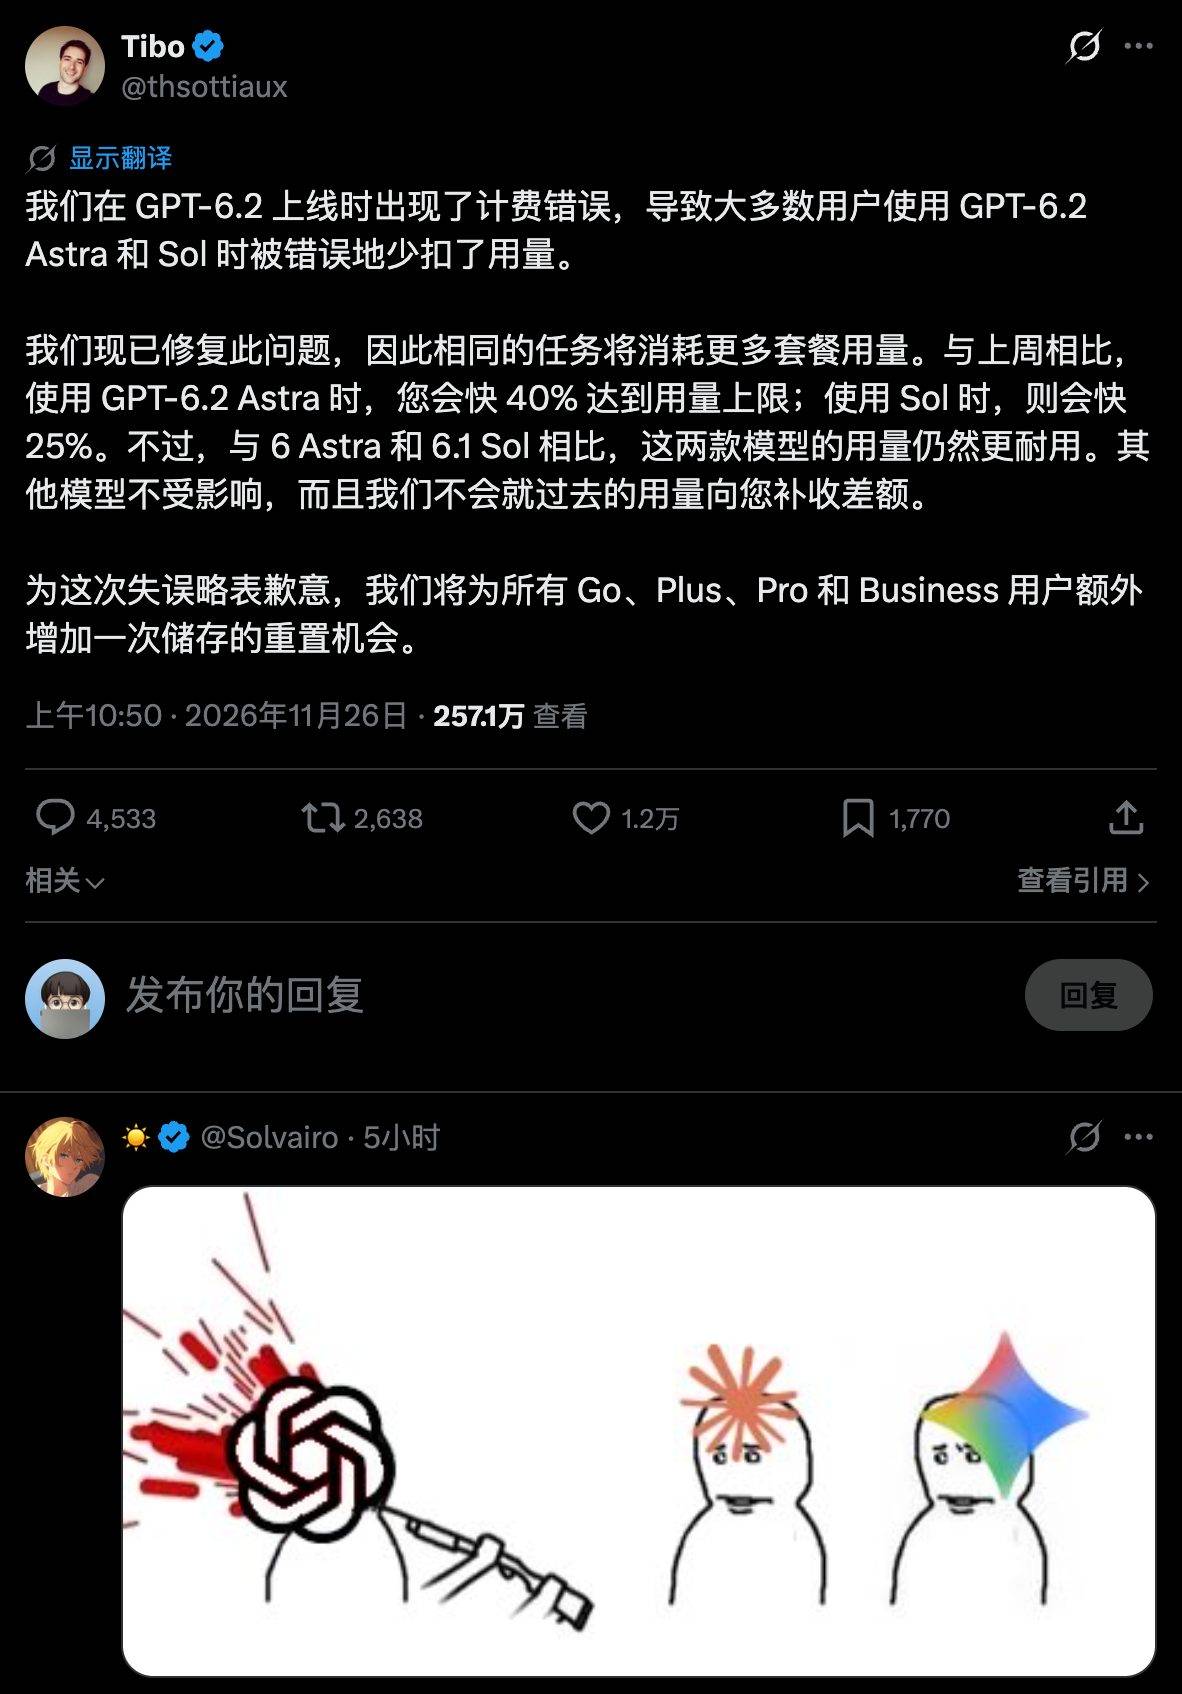 Tibo
@thsottiaux
显示翻译
我们在 GPT-6.2 上线时出现了计费错误，导致大多数用户使用 GPT-6.2
Astra 和 Sol 时被错误地少扣了用量。
我们现已修复此问题，因此相同的任务将消耗更多套餐用量。与上周相比，
使用 GPT-6.2 Astra 时，您会快 40% 达到用量上限；使用 Sol 时，则会快
25%。不过，与 6 Astra 和 6.1 Sol 相比，这两款模型的用量仍然更耐用。其
他模型不受影响，而且我们不会就过去的用量向您补收差额。
为这次失误略表歉意，我们将为所有 Go、Plus、Pro 和 Business 用户额外
增加一次储存的重置机会。
上午10:50 · 2026年11月26日 · 257.1万 查看
4,533 2,638 1.2万 1,770
相关 查看引用
发布你的回复 回复
@Solvairo · 5小时